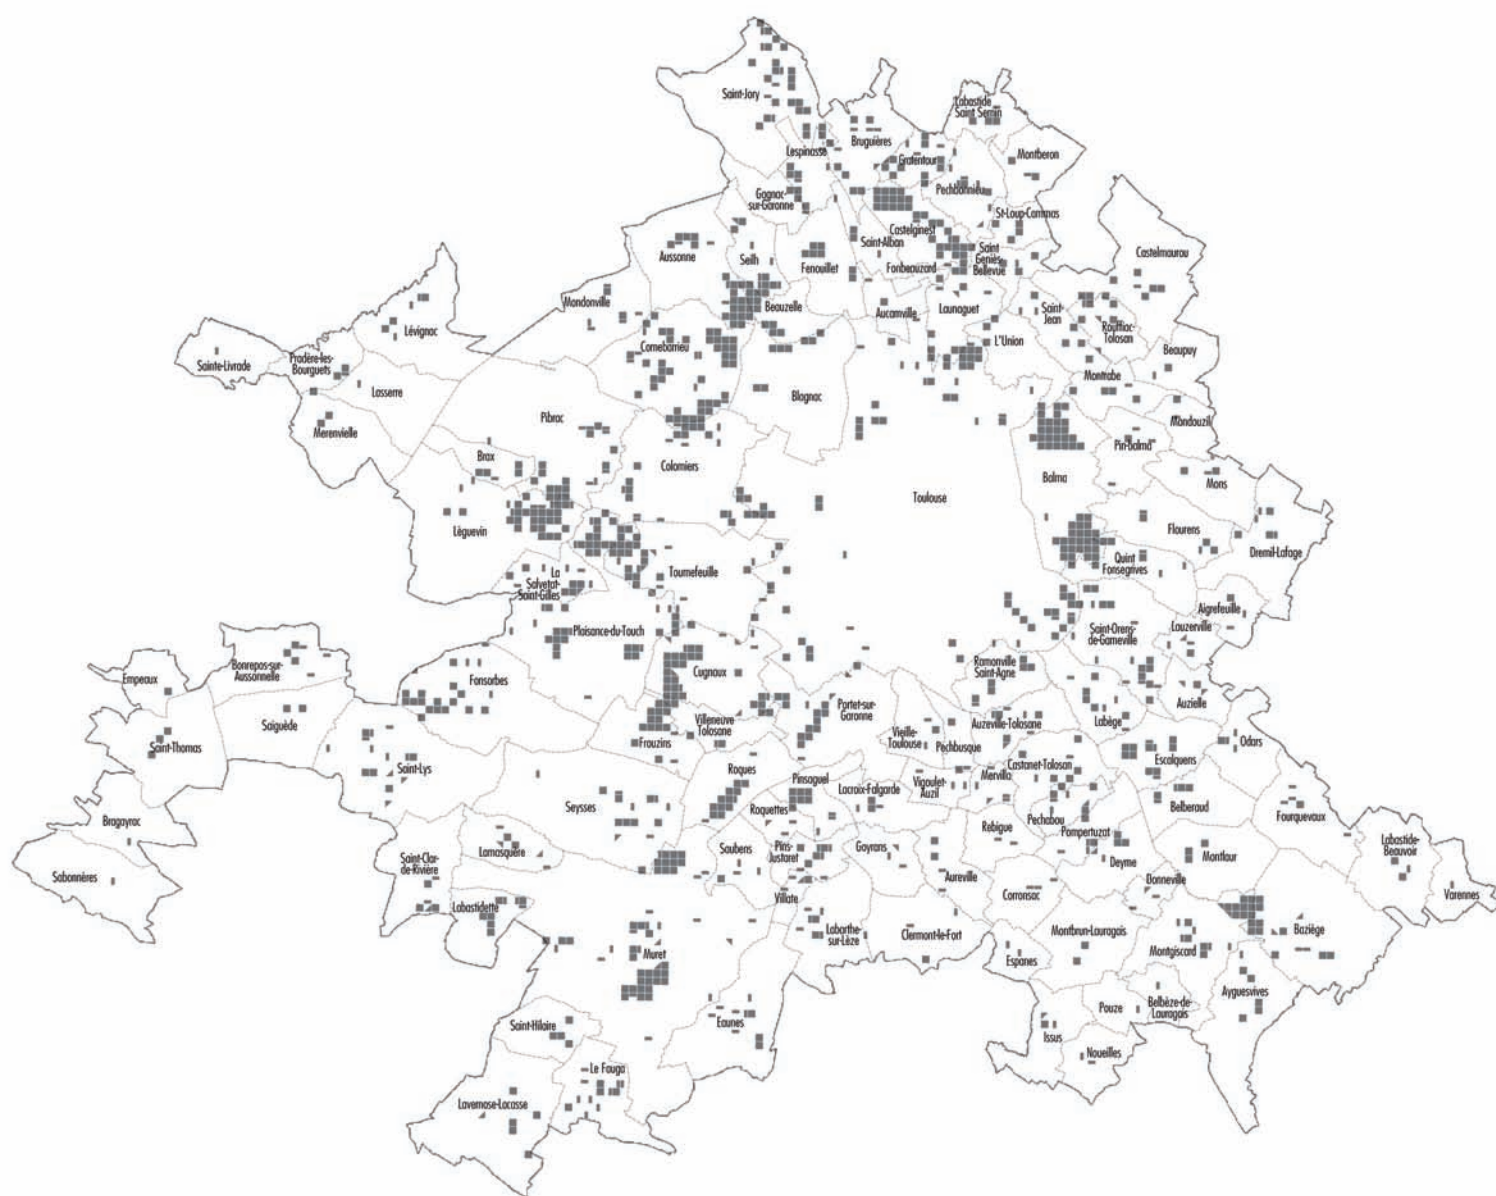 Saint-Jory
Labastide
Saint Sernin
Bruguières
Lespinasse
Gratentour
Montberon
Pechbonnieu
Gagnac-
sur-Garonne
St-Loup-Cammas
Castelginest
Saint-Alban
Saint
Geniès-
Bellevue
Castelmaurou
Aussonne
Seilh
Fenouillet
Fonbeauzard
Mondonville
Beauzelle
Aucamville
Launaguet
Saint-
Jean
Rouffiac-
Tolosan
Lévignac
L'Union
Cornebarrieu
Beaupuy
Sainte-Livrade
Pradère-les-
Bourguets
Montrabe
Lasserre
Blagnac
Mondouzil
Pibrac
Merenvielle
Pin-balma
Brax
Colomiers
Balma
Mons
Toulouse
Lèguevin
Flourens
Dremil-Lafage
Quint
Fonsegrives
La
Salvetat-
Saint-Gilles
Tournefeuille
Aigrefeuille
Lauzerville
Saint-Orens-
de-Gameville
Plaisance-du-Touch
Bonrepos-sur-
Aussonnelle
Fonsorbes
Empeaux
Cugnaux
Ramonville
Saint-Agne
Auzielle
Saiguède
Portet-sur-
Garonne
Villeneuve
Tolosane
Vieille-
Toulouse
Auzeville-Tolosane
Labège
Saint-Thomas
Frouzins
Pechbusque
Odars
Escalquens
Saint-Lys
Roques
Pinsaguel
Lacroix-Falgarde
Vigoulet-
Auzil
Mervilla
Castanet-Tolosan
Seysses
Roquettes
Belberaud
Fourquevaux
Bragayrac
Rebigue
Pechabou
Pompertuzat
Lamasquère
Saubens
Pins-
Justaret
Goyrans
Deyme
Montlaur
Labastide-
Beauvoir
Saint-Clar-
de-Rivière
Sabonnères
Aureville
Donneville
Corronsac
Varennes
Labastidette
Villate
Labarthe-
sur-Lèze
Clermont-le-Fort
Montbrun-Lauragais
Baziège
Muret
Montgiscard
Espanes
Ayguesvives
Pouze
Belbèze-de-
Lauragais
Saint-Hilaire
Eaunes
Issus
Noueilles
Le Fauga
Lavernose-Lacasse